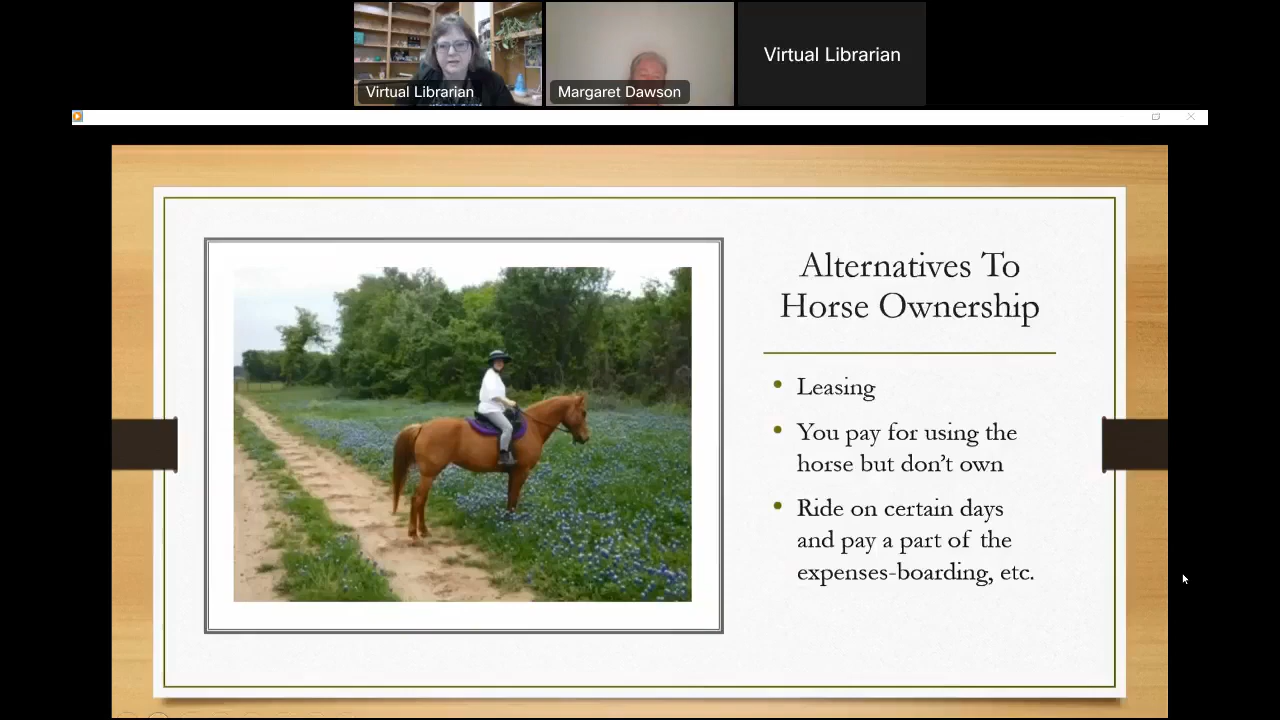 Virtual Librarian
Margaret Dawson
Virtual Librarian
Alternatives To
Horse Ownership
• Leasing
• You pay for using the
horse but don’t own
• Ride on certain days
and pay a part of the
expenses-boarding, etc.